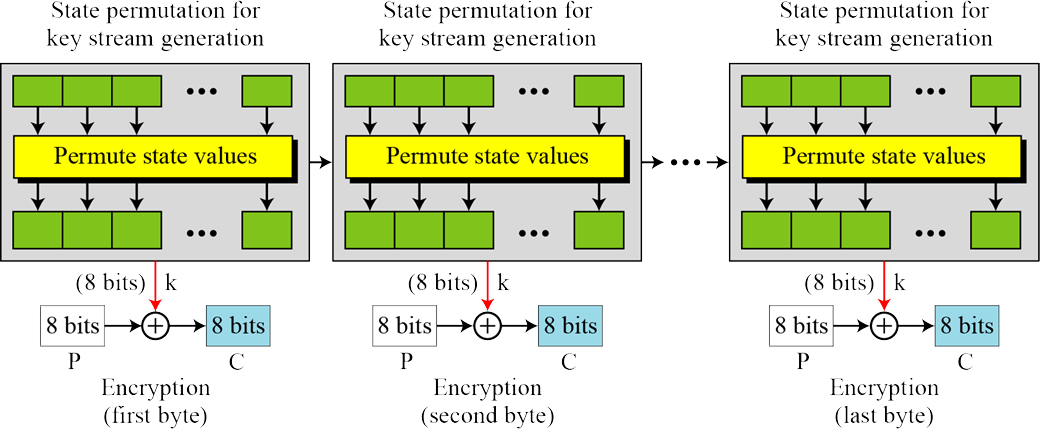 State permutation for
key stream generation
State permutation for
key stream generation
State permutation for
key stream generation
Permute state values
Permute state values
Permute state values
(8 bits) k
(8 bits) k
(8 bits) k
8 bits + 8 bits
8 bits + 8 bits
8 bits + 8 bits
P C
P C
P C
Encryption
(first byte)
Encryption
(second byte)
Encryption
(last byte)